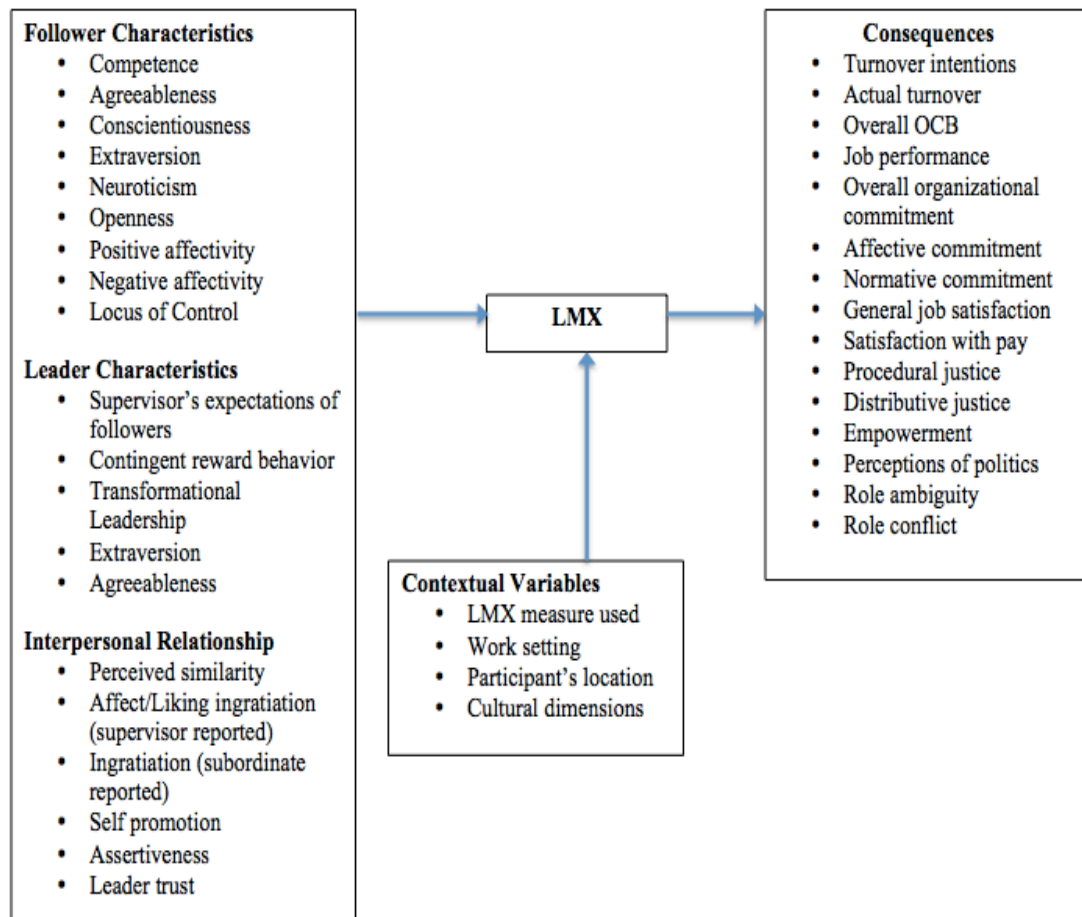 Follower Characteristics
• Competence
• Agreeableness
• Conscientiousness
• Extraversion
• Neuroticism
• Openness
• Positive affectivity
• Negative affectivity
• Locus of Control
Leader Characteristics
• Supervisor's expectations of
followers
• Contingent reward behavior
• Transformational
Leadership
• Extraversion
• Agreeableness
Interpersonal Relationship
• Perceived similarity
• Affect/Liking ingratiation
(supervisor reported)
• Ingratiation (subordinate
reported)
• Self promotion
• Assertiveness
• Leader trust
LMX
Contextual Variables
• LMX measure used
• Work setting
• Participant's location
• Cultural dimensions
Consequences
• Turnover intentions
• Actual turnover
• Overall OCB
• Job performance
• Overall organizational
commitment
• Affective commitment
• Normative commitment
• General job satisfaction
• Satisfaction with pay
• Procedural justice
• Distributive justice
• Empowerment
• Perceptions of politics
• Role ambiguity
• Role conflict